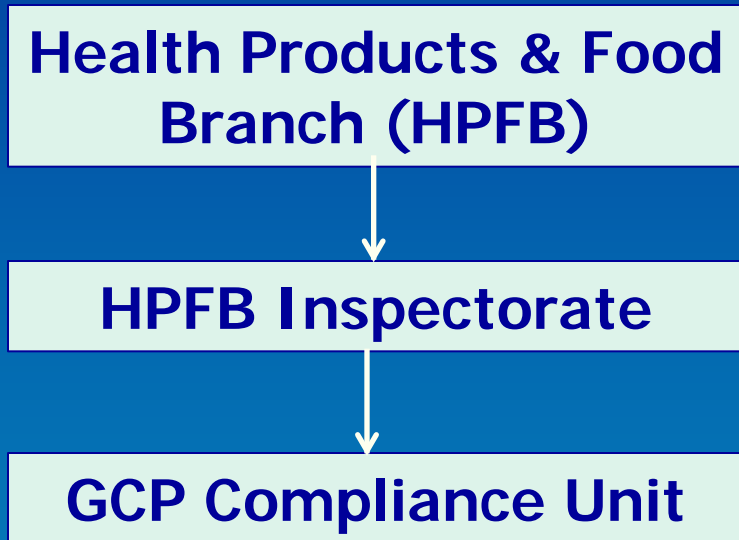 Health Products & Food
Branch (HPFB)
HPFB Inspectorate
GCP Compliance Unit